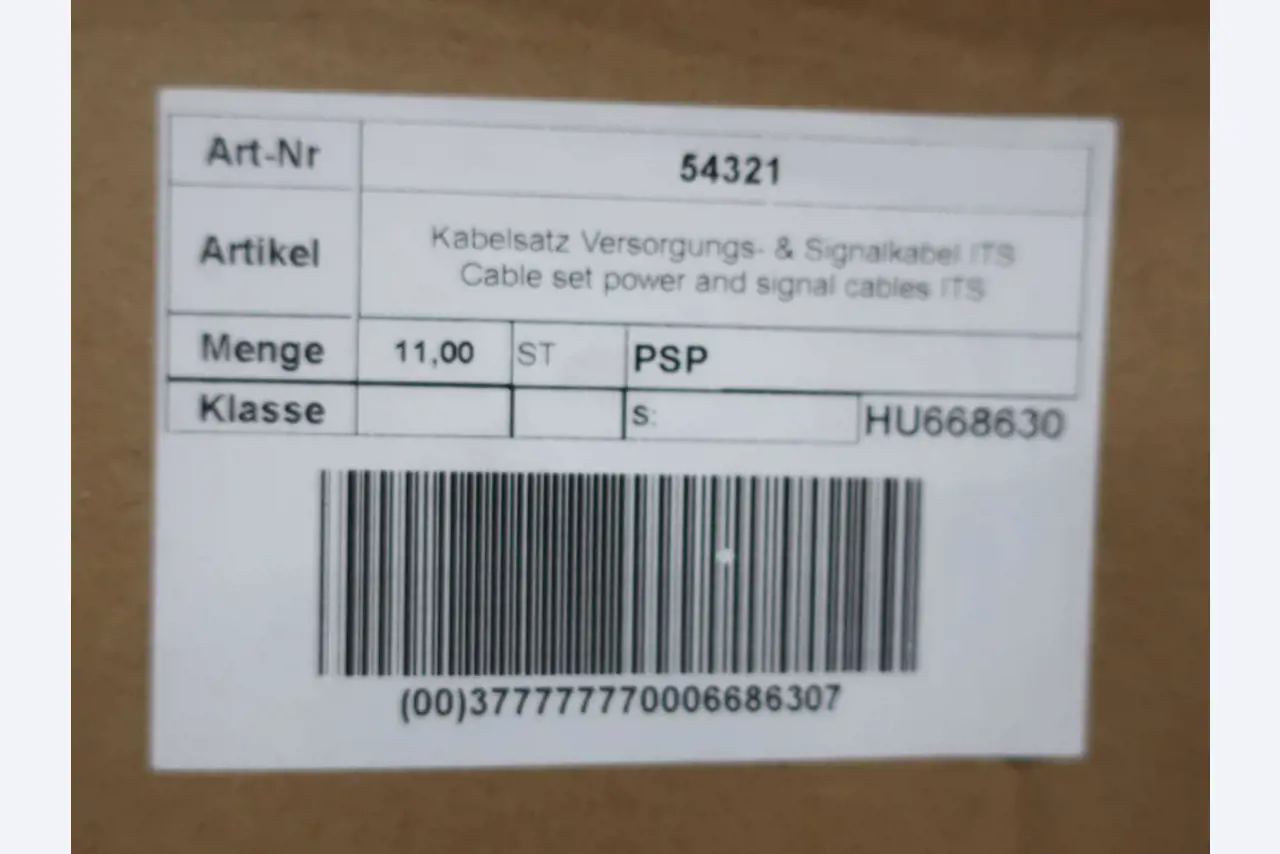 Art-Nr 54321
Artikel Kabelsatz Versorgungs- & Signalkabel ITS
Cable set power and signal cables ITS
Menge 11,00 ST PSP
Klasse S: HU668630
(00)377777770006686307